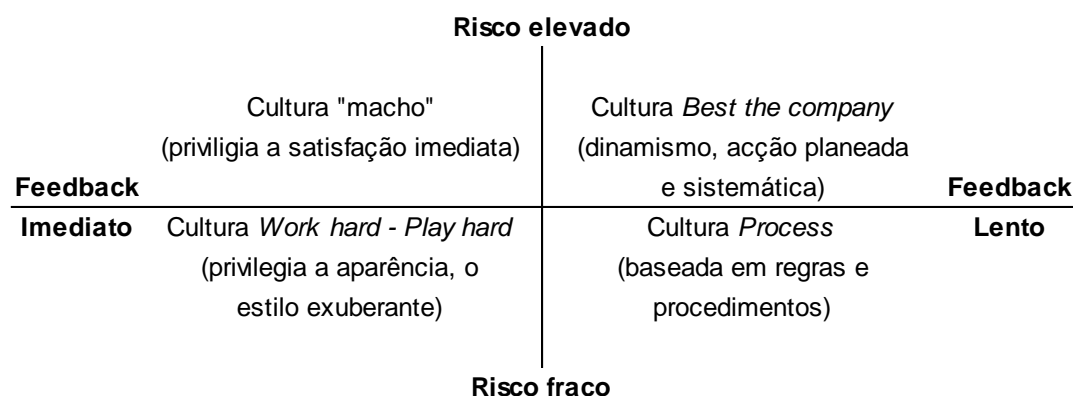 Risco elevado
Cultura "macho"
(priviligia a satisfação imediata)
Cultura Best the company
(dinamismo, acção planeada
e sistemática)
Feedback
Imediato
Feedback
Lento
Cultura Work hard - Play hard
(privilegia a aparência, o
estilo exuberante)
Cultura Process
(baseada em regras e
procedimentos)
Risco fraco